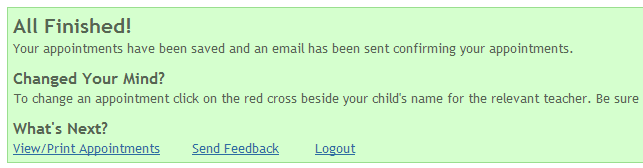 All Finished!
Your appointments have been saved and an email has been sent confirming your appointments.
Changed Your Mind?
To change an appointment click on the red cross beside your child's name for the relevant teacher. Be sure
What's Next?
View/Print Appointments Send Feedback Logout